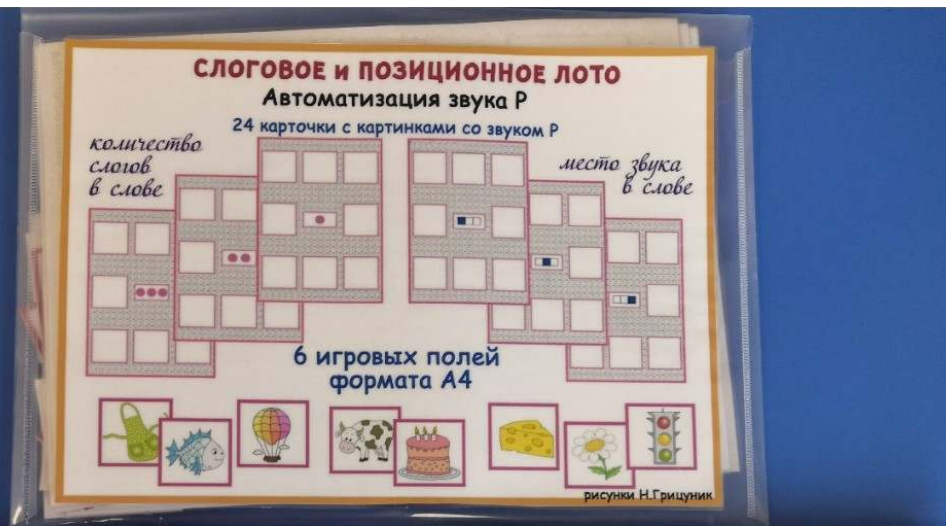 СЛОГОВОЕ и ПОЗИЦИОННОЕ ЛОТО
Автоматизация звука Р
24 карточки с картинками со звуком Р
количество
слогов
в слове
место звука
в слове
6 игровых полей
формата А4
рисунки Н.Грицуник